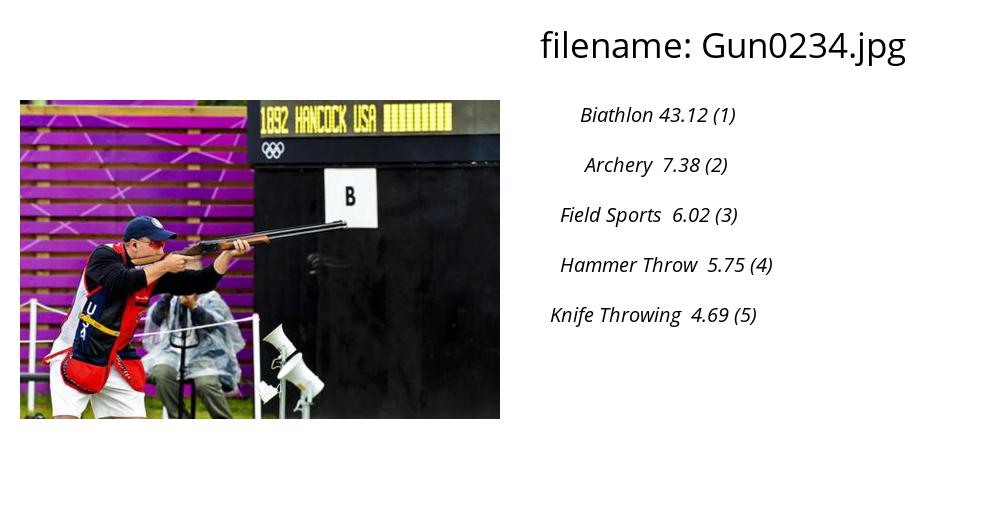 filename: Gun0234.jpg
1892 HANCOCK USA
B
USA
Biathlon 43.12 (1)
Archery 7.38 (2)
Field Sports 6.02 (3)
Hammer Throw 5.75 (4)
Knife Throwing 4.69 (5)